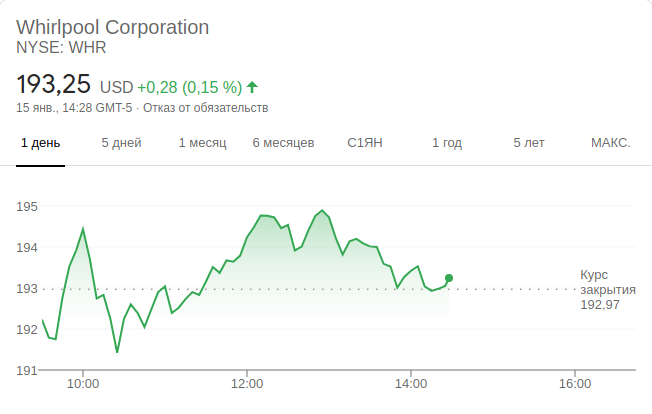 Whirlpool Corporation
NYSE: WHR
193,25 USD +0,28 (0,15 %)
15 янв., 14:28 GMT-5 · Отказ от обязательств
1 день 5 дней 1 месяц 6 месяцев С1ЯН 1 год 5 лет МАКС.
195
194
193
192
191
Курс
закрытия
192,97
10:00 12:00 14:00 16:00